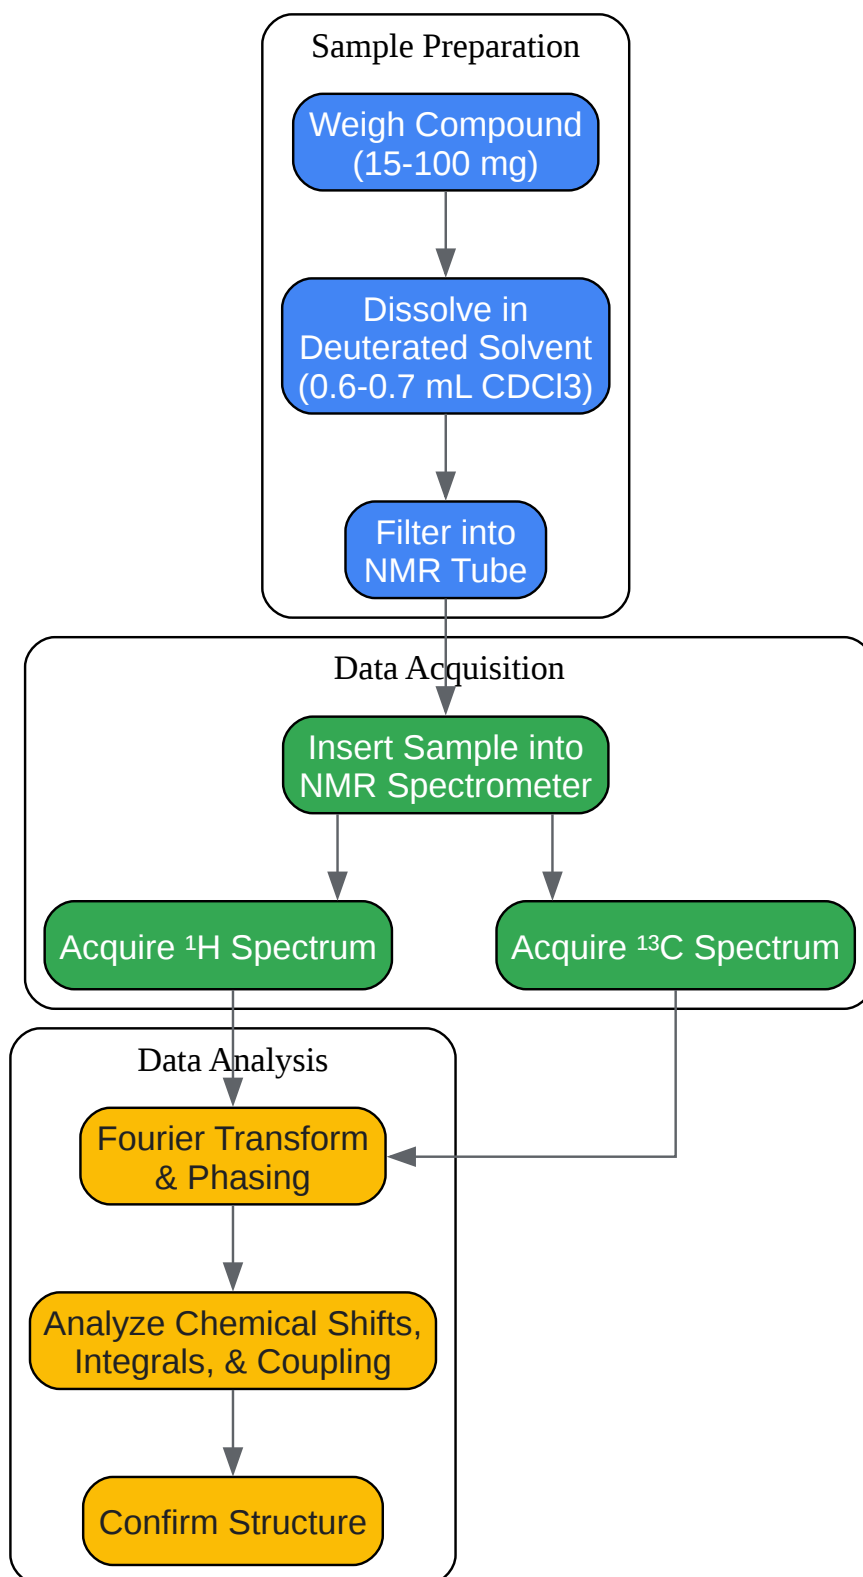 Sample Preparation
Weigh Compound
(15-100 mg)
Dissolve in
Deuterated Solvent
(0.6-0.7 mL CDCl3)
Filter into
NMR Tube
Data Acquisition
Insert Sample into
NMR Spectrometer
Acquire ¹H Spectrum
Acquire ¹³C Spectrum
Data Analysis
Fourier Transform
& Phasing
Analyze Chemical Shifts,
Integrals, & Coupling
Confirm Structure